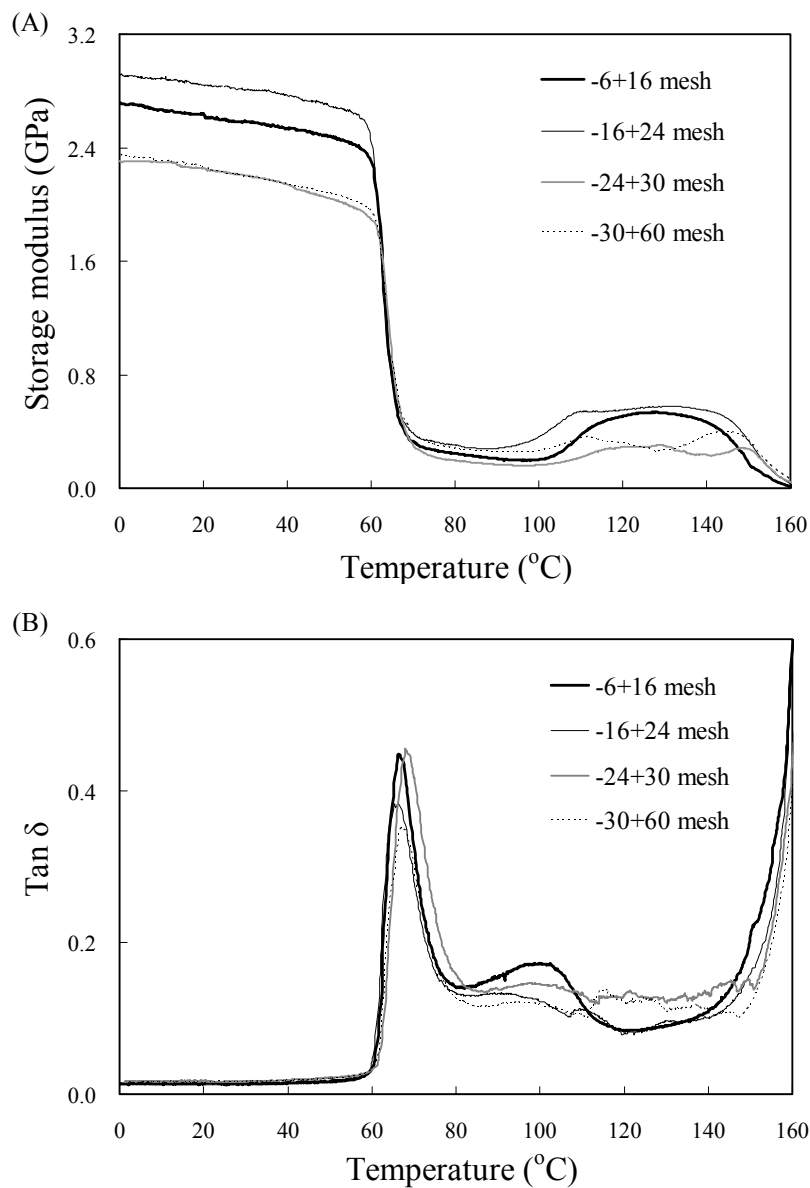 (A)
3.2
2.4
1.6
0.8
0.0
Storage modulus (GPa)
-6+16 mesh
-16+24 mesh
-24+30 mesh
-30+60 mesh
0 20 40 60 80 100 120 140 160
Temperature (°C)
(B)
0.6
0.4
0.2
0.0
Tan δ
-6+16 mesh
-16+24 mesh
-24+30 mesh
-30+60 mesh
0 20 40 60 80 100 120 140 160
Temperature (°C)